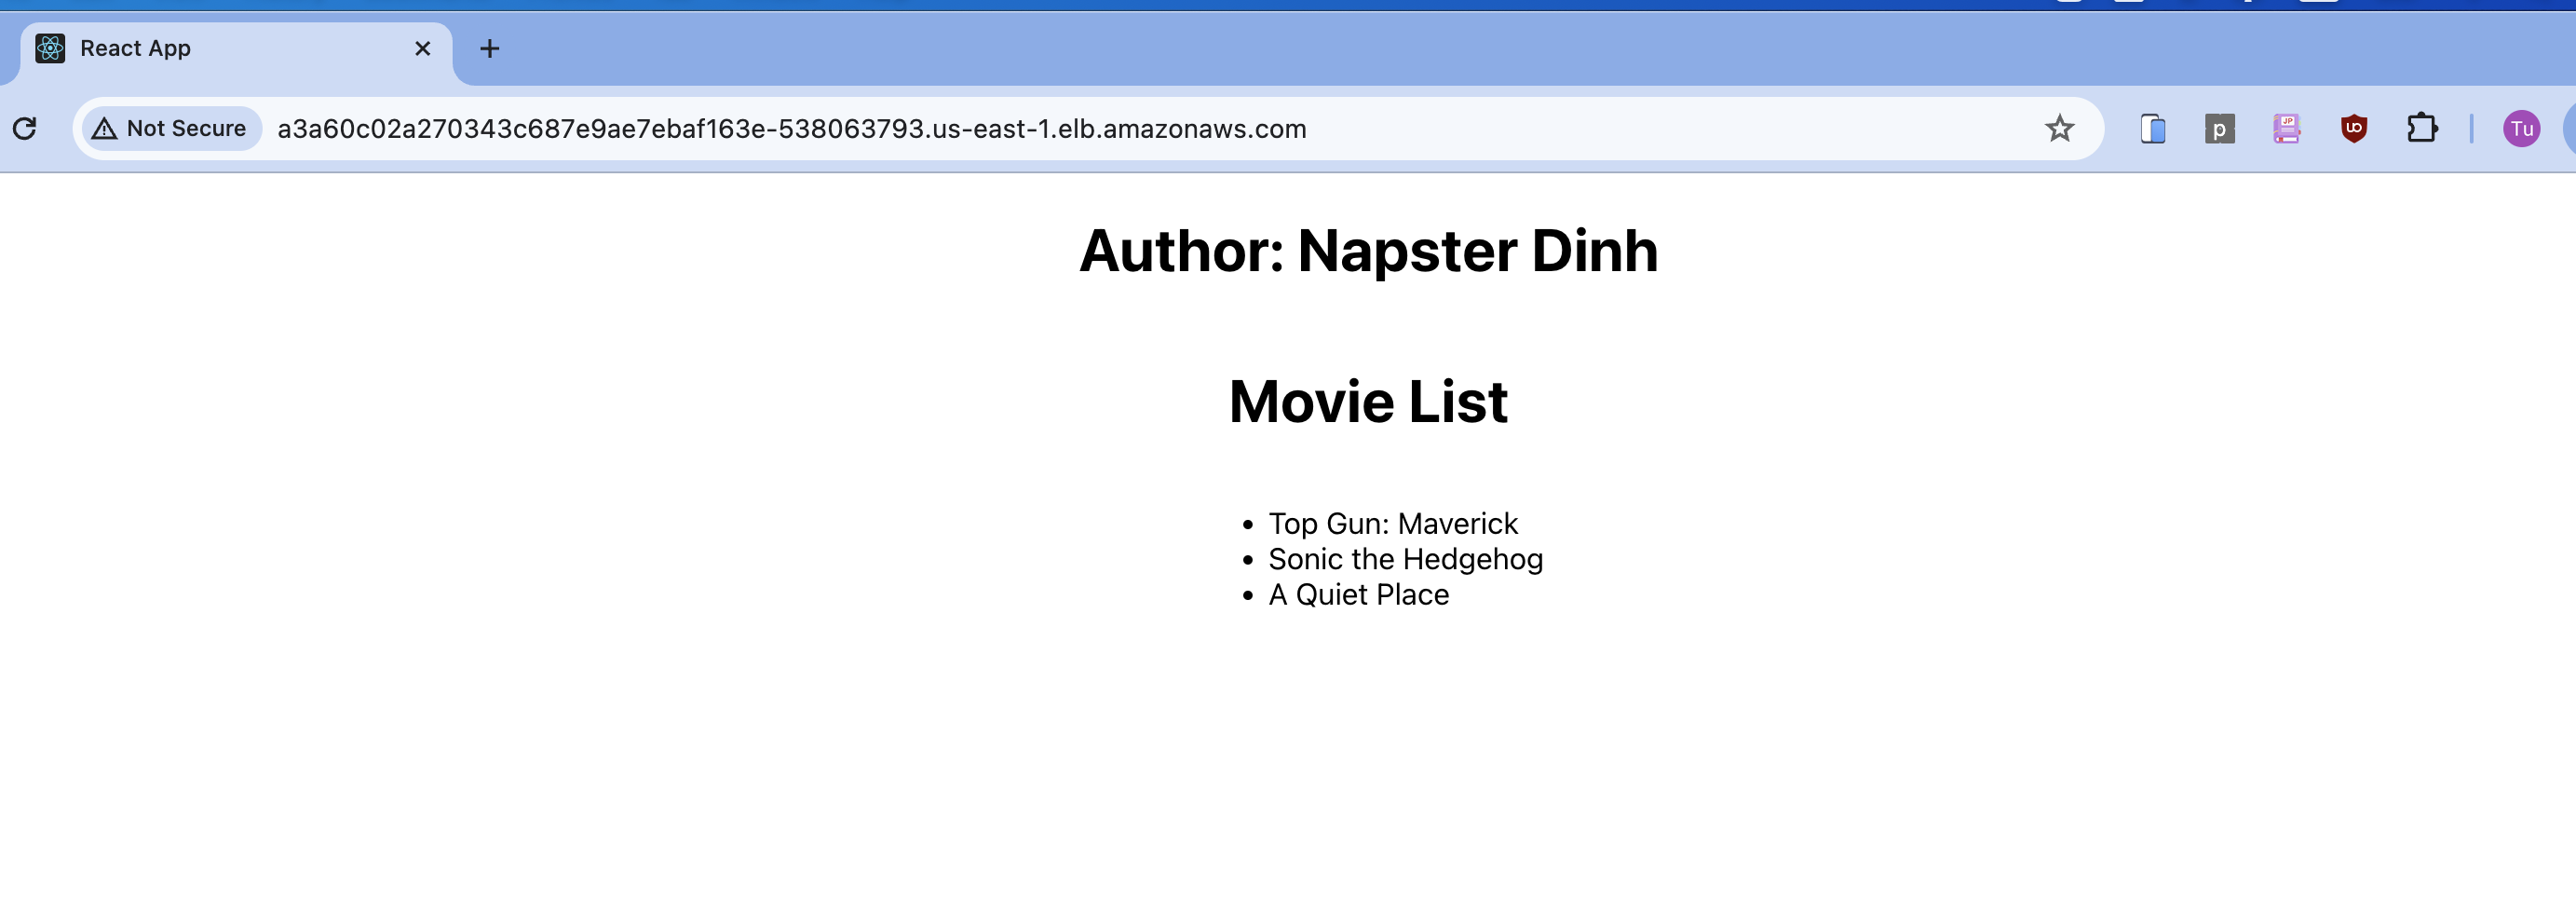 React App
Not Secure a3a60c02a270343c687e9ae7ebaf163e-538063793.us-east-1.elb.amazonaws.com p JP Tu
Author: Napster Dinh
Movie List
Top Gun: Maverick
Sonic the Hedgehog
A Quiet Place